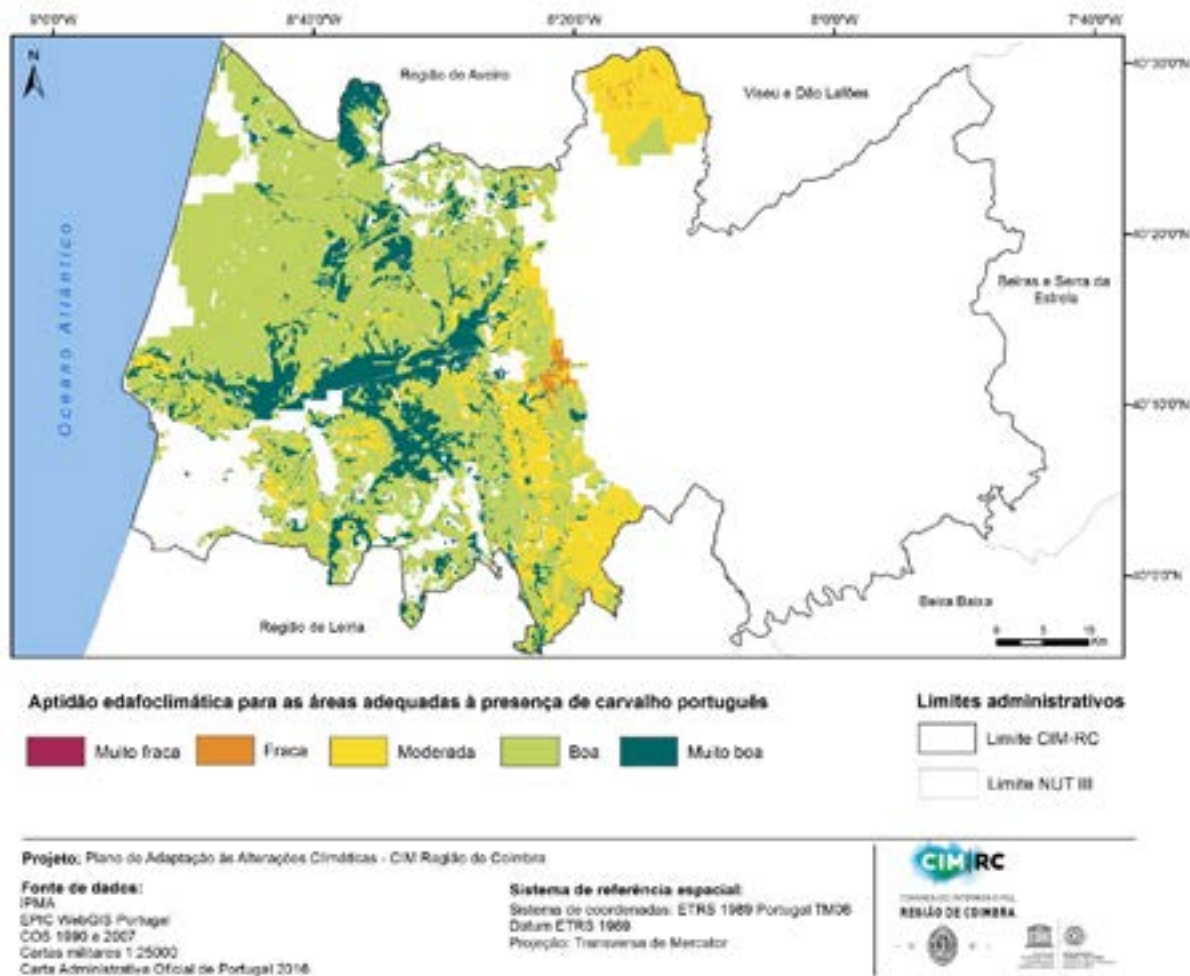 9°0'0"W 8°40'0"W 8°20'0"W 8°0'0"W 7°40'0"W
N
40°30'0"N
Região de Aveiro
Viseu e Dão Lafões
40°20'0"N
Oceano Atlântico
Beiras e Serra da
Estrela
40°10'0"N
40°0'0"N
Beira Baixa
Região de Leiria
0 5 10
Km
Aptidão edafoclimática para as áreas adequadas à presença de carvalho português
Muito fraca Fraca Moderada Boa Muito boa
Limites administrativos
Limite CIM-RC
Limite NUT III
Projeto: Plano de Adaptação às Alterações Climáticas - CIM Região de Coimbra
Fonte de dados:
IPMA
EPIC WebGIS Portugal
COS 1990 e 2007
Cartas militares 1:25000
Carta Administrativa Oficial de Portugal 2016
Sistema de referência espacial:
Sistema de coordenadas: ETRS 1989 Portugal TM06
Datum ETRS 1989
Projeção: Transversa de Mercator
CIM RC
COMUNIDADE INTERMUNICIPAL
REGIÃO DE COIMBRA